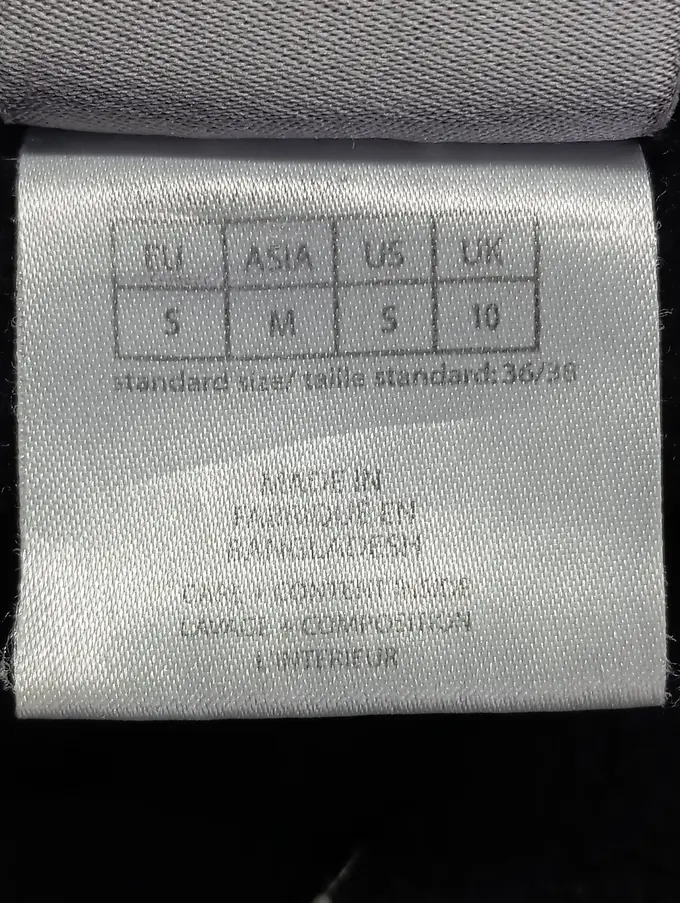 EU ASIA US UK
S M S 10
standard size/ taille standard: 36/38
MADE IN
FABRIQUE EN
BANGLADESH
CARE + CONTENT INSIDE
LAVAGE + COMPOSITION
L'INTERIEUR